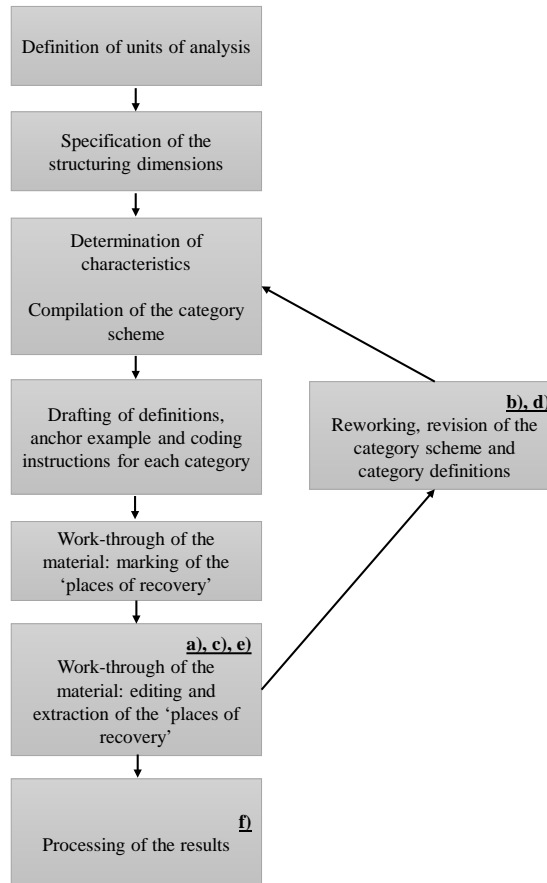 Definition of units of analysis
Specification of the
structuring dimensions
Determination of
characteristics
Compilation of the category
scheme
Drafting of definitions,
anchor example and coding
instructions for each category
b), d)
Reworking, revision of the
category scheme and
category definitions
Work-through of the
material: marking of the
‘places of recovery’
a), c), e)
Work-through of the
material: editing and
extraction of the ‘places of
recovery’
f)
Processing of the results